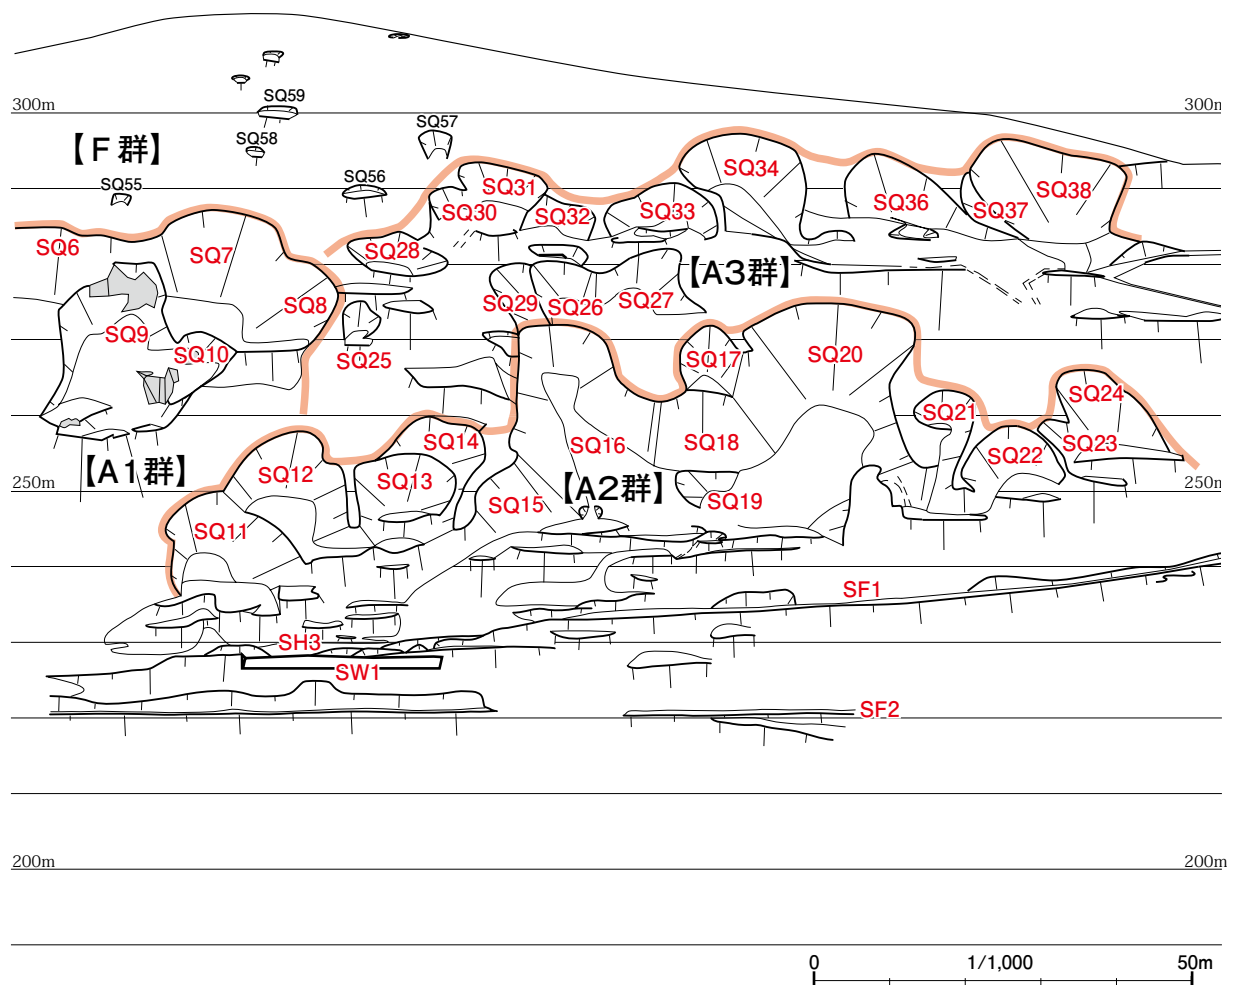 SQ59
300m
300m
SQ57
SQ58
【F群】
SQ34
SQ55
SQ56
SQ31
SQ38
SQ36
SQ30
SQ32
SQ33
SQ37
SQ6
SQ7
SQ28
【A3群】
SQ29
SQ26
SQ27
SQ8
SQ9
SQ10
SQ25
SQ17
SQ20
SQ24
SQ21
SQ14
SQ16
SQ18
SQ23
SQ22
【A1群】
SQ12
SQ13
【A2群】
250m
250m
SQ15
SQ19
SQ11
SF1
SH3
SW1
SF2
200m
200m
0 1/1,000 50m